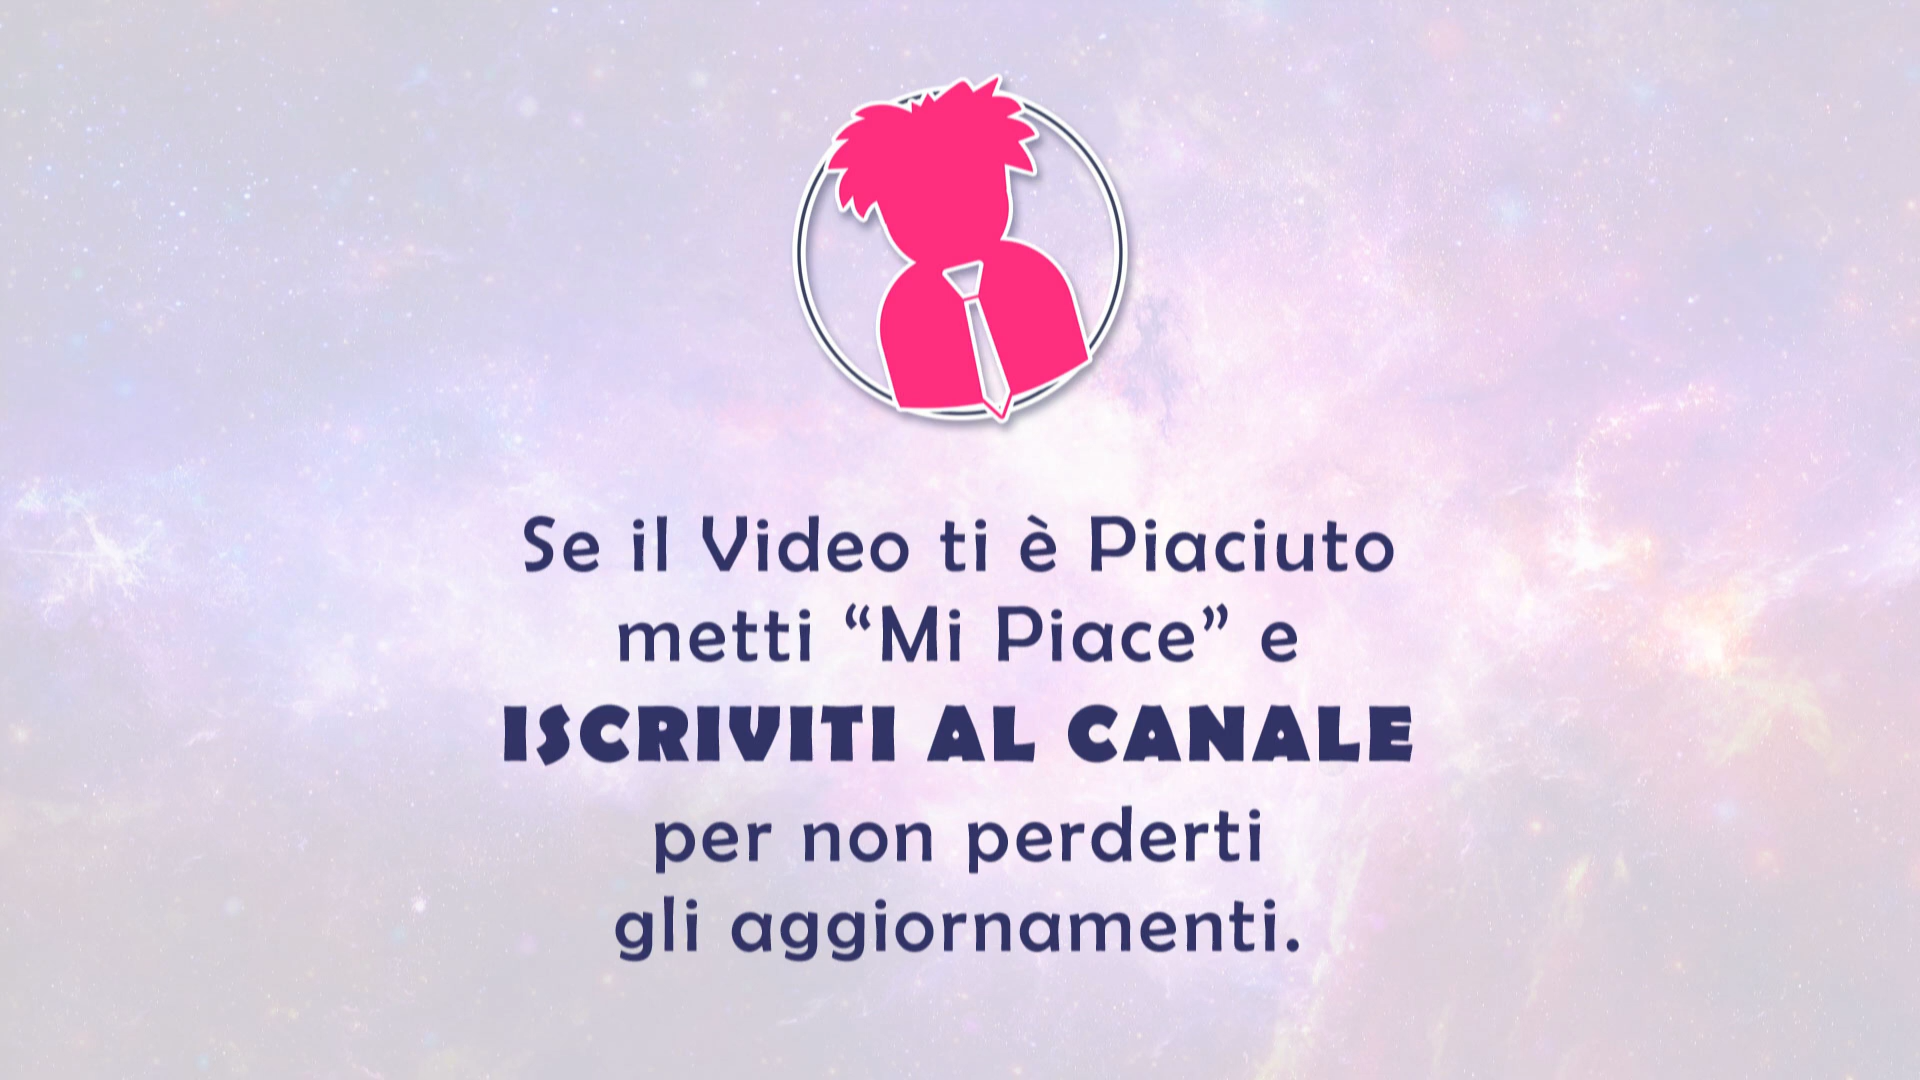 Se il Video ti è Piaciuto
metti “Mi Piace” e
ISCRIVITI AL CANALE
per non perderti
gli aggiornamenti.